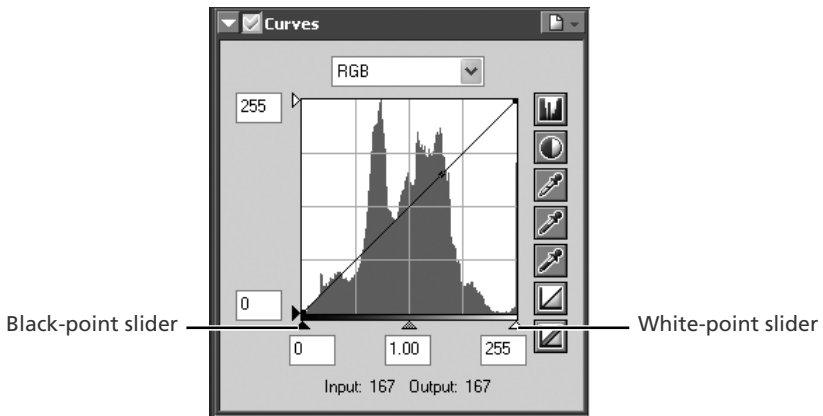 Curves
RGB
255
0
Black-point slider
White-point slider
0 1.00 255
Input: 167 Output: 167